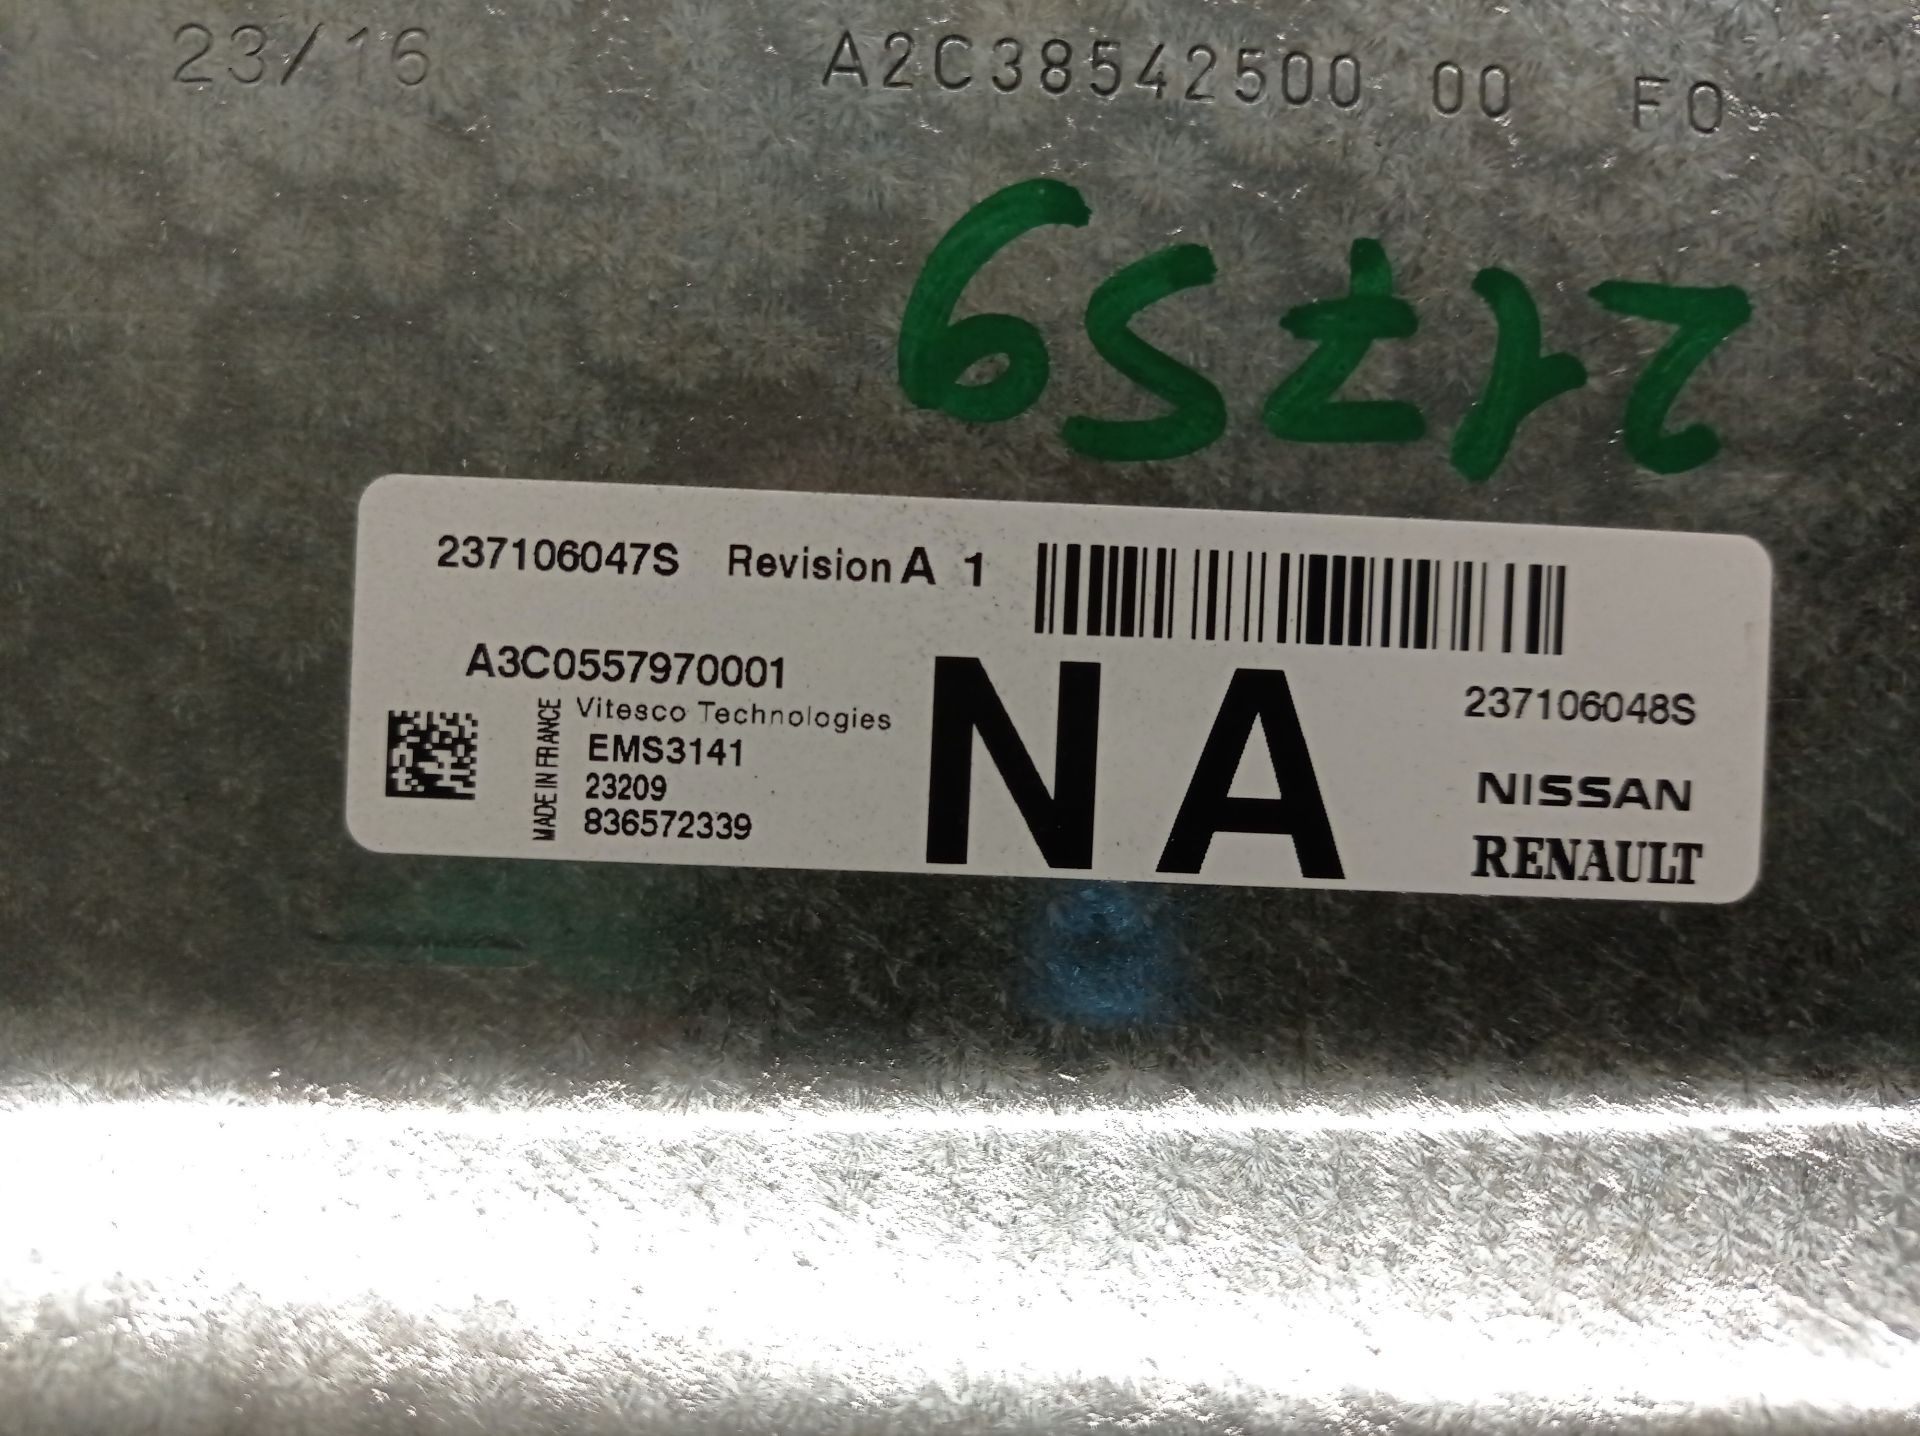 23/16 A2C38542500 00 F0
21759
237106047S Revision A 1
A3C0557970001
MADE IN FRANCE
Vitesco Technologies
EMS3141
23209
836572339
NA
237106048S
NISSAN
RENAULT